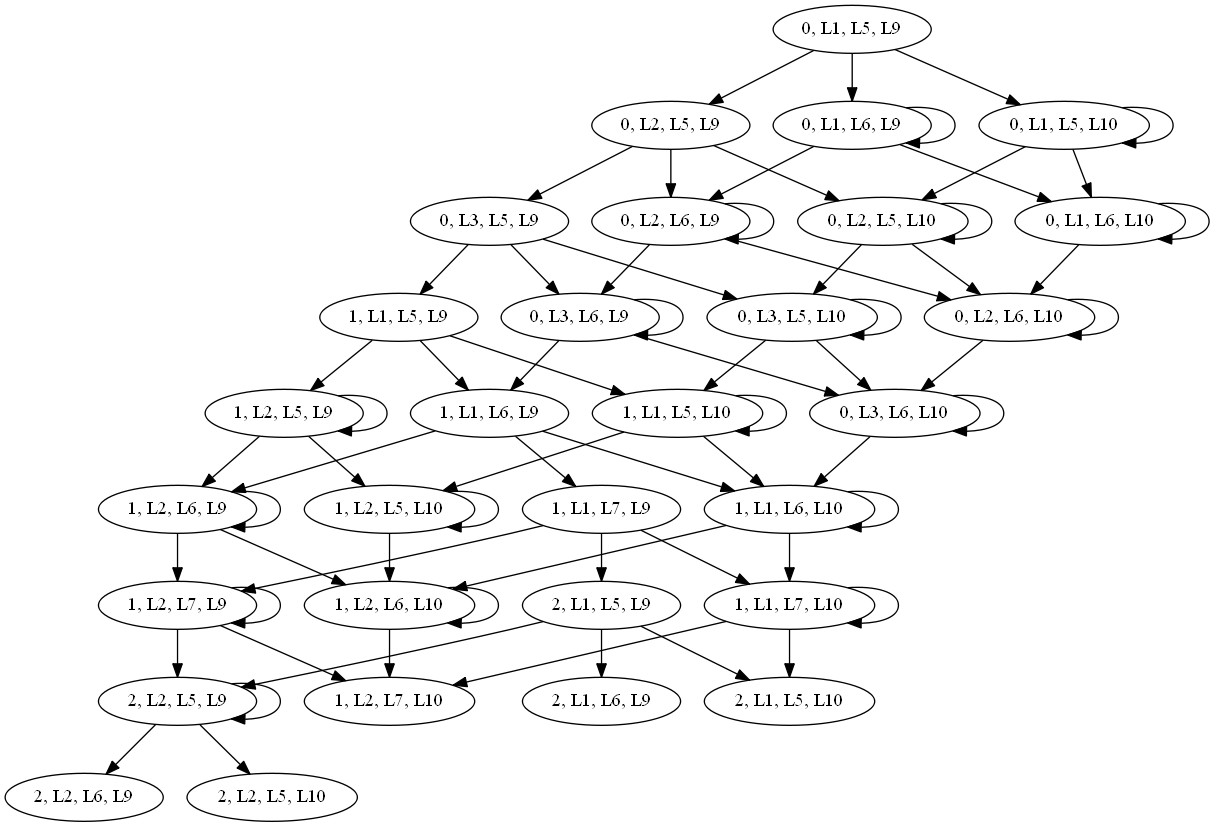 0, L1, L5, L9
0, L2, L5, L9
0, L1, L6, L9
0, L1, L5, L10
0, L3, L5, L9
0, L2, L6, L9
0, L2, L5, L10
0, L1, L6, L10
1, L1, L5, L9
0, L3, L6, L9
0, L3, L5, L10
0, L2, L6, L10
1, L2, L5, L9
1, L1, L6, L9
1, L1, L5, L10
0, L3, L6, L10
1, L2, L6, L9
1, L2, L5, L10
1, L1, L7, L9
1, L1, L6, L10
1, L2, L7, L9
1, L2, L6, L10
2, L1, L5, L9
1, L1, L7, L10
2, L2, L5, L9
1, L2, L7, L10
2, L1, L6, L9
2, L1, L5, L10
2, L2, L6, L9
2, L2, L5, L10